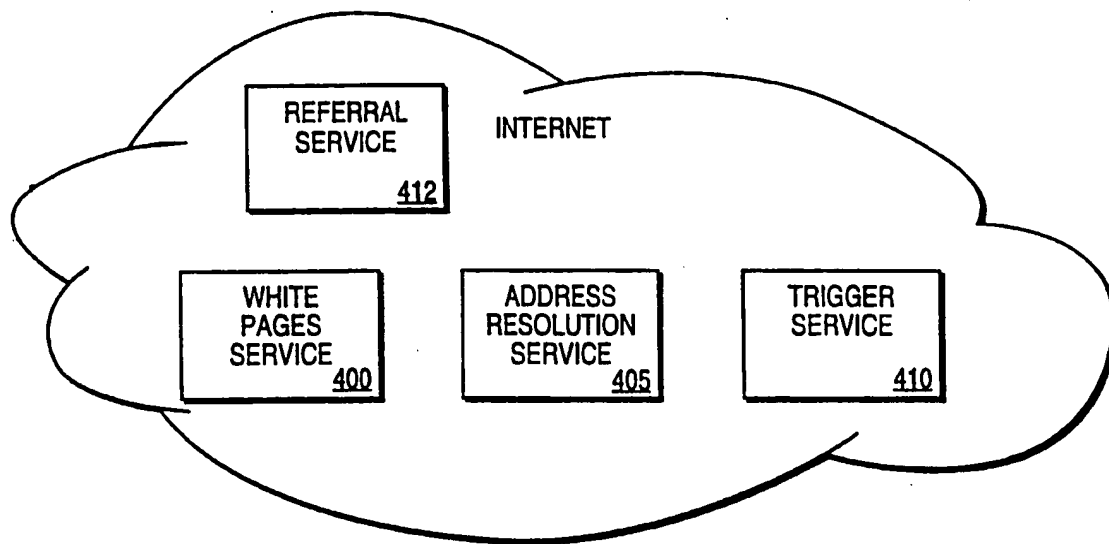 REFERRAL
SERVICE
412
INTERNET
WHITE
PAGES
SERVICE
400
ADDRESS
RESOLUTION
SERVICE
405
TRIGGER
SERVICE
410